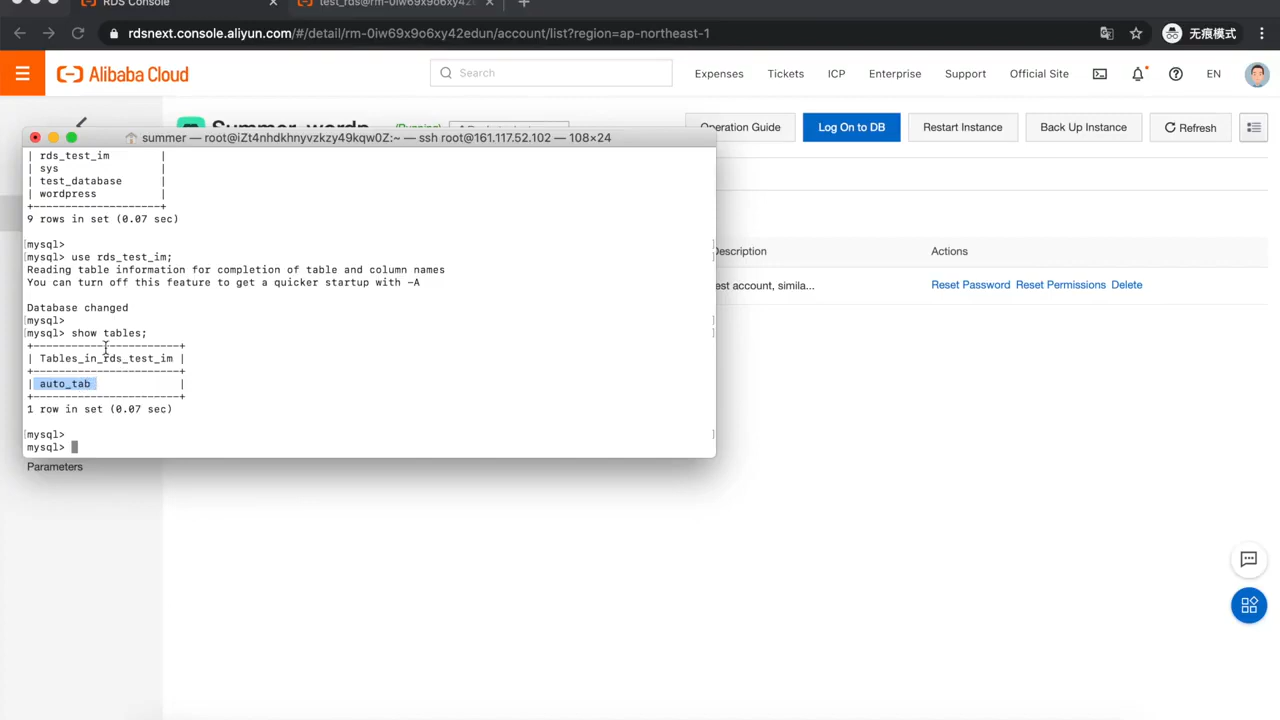 RDS Console
test_rds@rm-0iw69x9o6xy42e
rdsnext.console.aliyun.com/#/detail/rm-0iw69x9o6xy42edun/account/list?region=ap-northeast-1
无痕模式
Alibaba Cloud
Search
Expenses Tickets ICP Enterprise Support Official Site EN
Operation Guide Log On to DB Restart Instance Back Up Instance Refresh
summer — root@iZt4nhdkhnyvzkzy49kqw0Z:~ — ssh root@161.117.52.102 — 108×24
| rds_test_im |
| sys |
| test_database |
| wordpress |
+--------------------+
9 rows in set (0.07 sec)
[mysql> ]
[mysql> use rds_test_im; ]
Reading table information for completion of table and column names
You can turn off this feature to get a quicker startup with -A
Database changed
[mysql> ]
[mysql> show tables; ]
+-----------------------+
| Tables_in_rds_test_im |
+-----------------------+
| auto_tab |
+-----------------------+
1 row in set (0.07 sec)
[mysql> ]
mysql>
Description Actions
est account, simila... Reset Password Reset Permissions Delete
Parameters